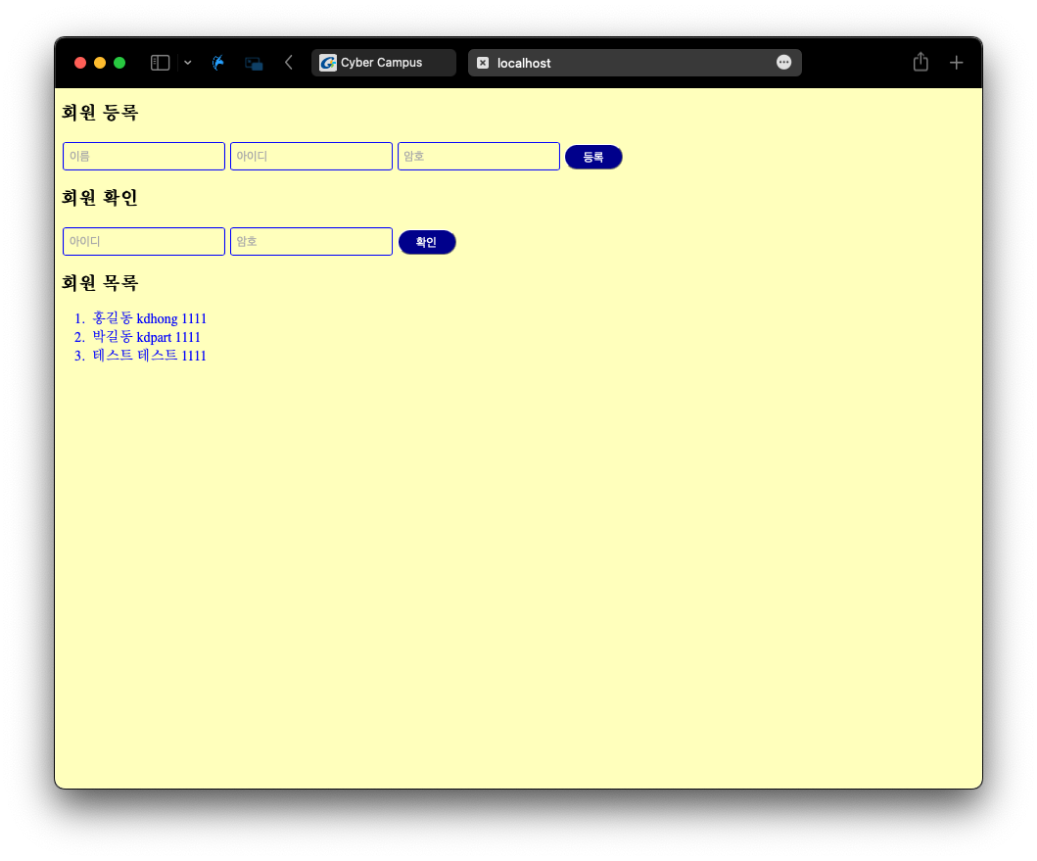 Cyber Campus localhost
회원 등록
이름 아이디 암호 등록
회원 확인
아이디 암호 확인
회원 목록
1. 홍길동 kdhong 1111
2. 박길동 kdpart 1111
3. 테스트 테스트 1111